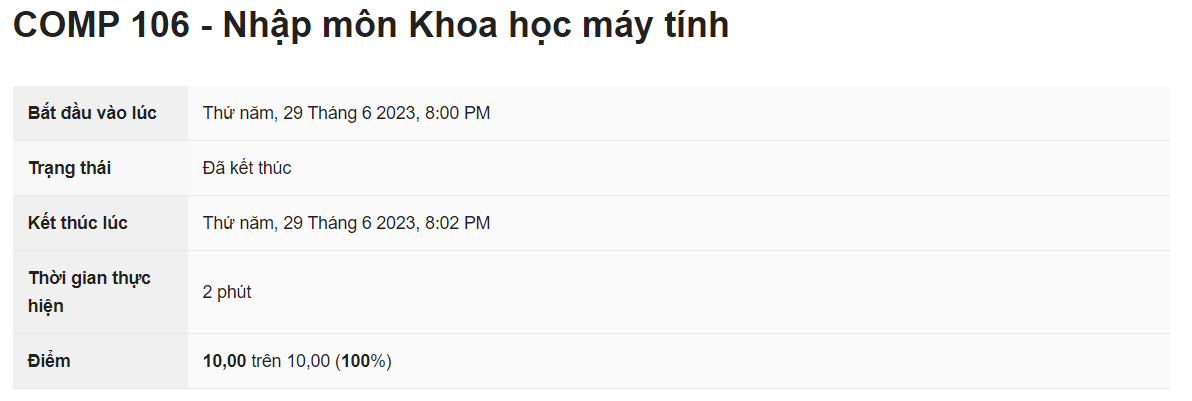 COMP 106 - Nhập môn Khoa học máy tính
Bắt đầu vào lúc Thứ năm, 29 Tháng 6 2023, 8:00 PM
Trạng thái Đã kết thúc
Kết thúc lúc Thứ năm, 29 Tháng 6 2023, 8:02 PM
Thời gian thực
hiện
2 phút
Điểm 10,00 trên 10,00 (100%)